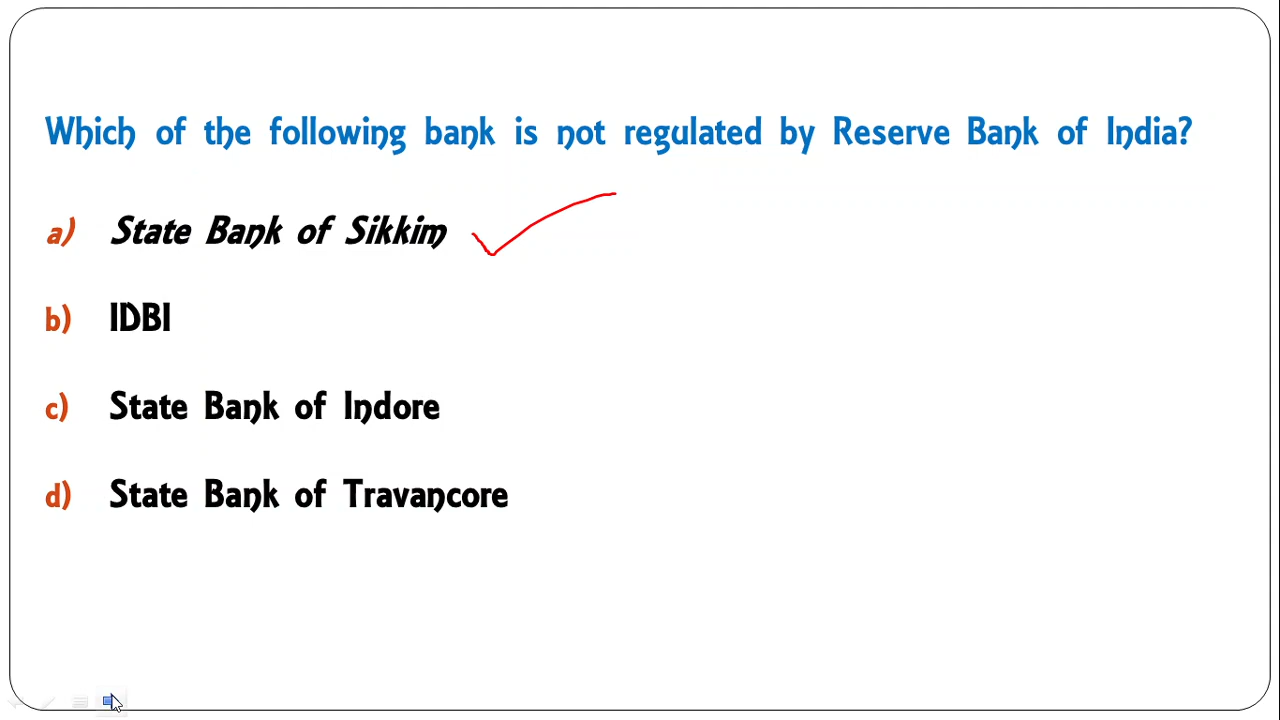 Which of the following bank is not regulated by Reserve Bank of India?
a) State Bank of Sikkim
b) IDBI
c) State Bank of Indore
d) State Bank of Travancore